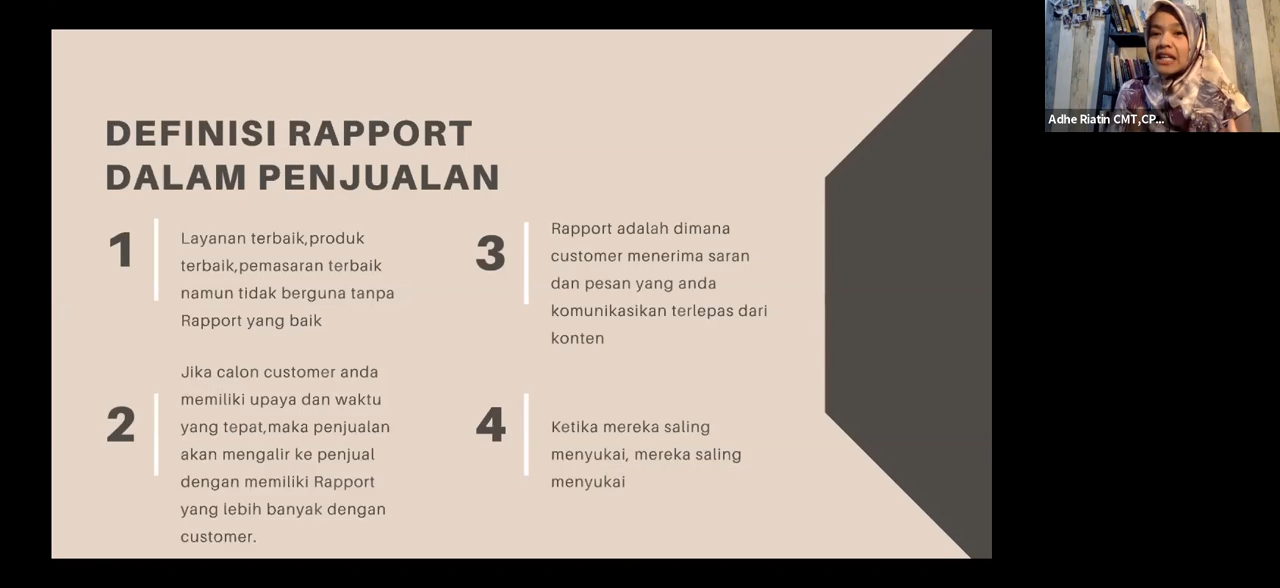 DEFINISI RAPPORT
DALAM PENJUALAN
1
Layanan terbaik,produk
terbaik,pemasaran terbaik
namun tidak berguna tanpa
Rapport yang baik
2
Jika calon customer anda
memiliki upaya dan waktu
yang tepat,maka penjualan
akan mengalir ke penjual
dengan memiliki Rapport
yang lebih banyak dengan
customer.
3
Rapport adalah dimana
customer menerima saran
dan pesan yang anda
komunikasikan terlepas dari
konten
4
Ketika mereka saling
menyukai, mereka saling
menyukai
Adhe Riatin CMT,CP...